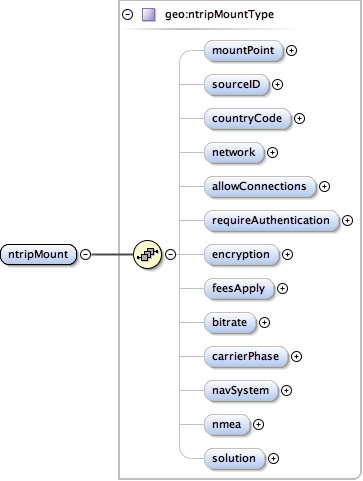 geo:ntripMountType
mountPoint
sourceID
countryCode
network
allowConnections
requireAuthentication
ntripMount
encryption
feesApply
bitrate
carrierPhase
navSystem
nmea
solution